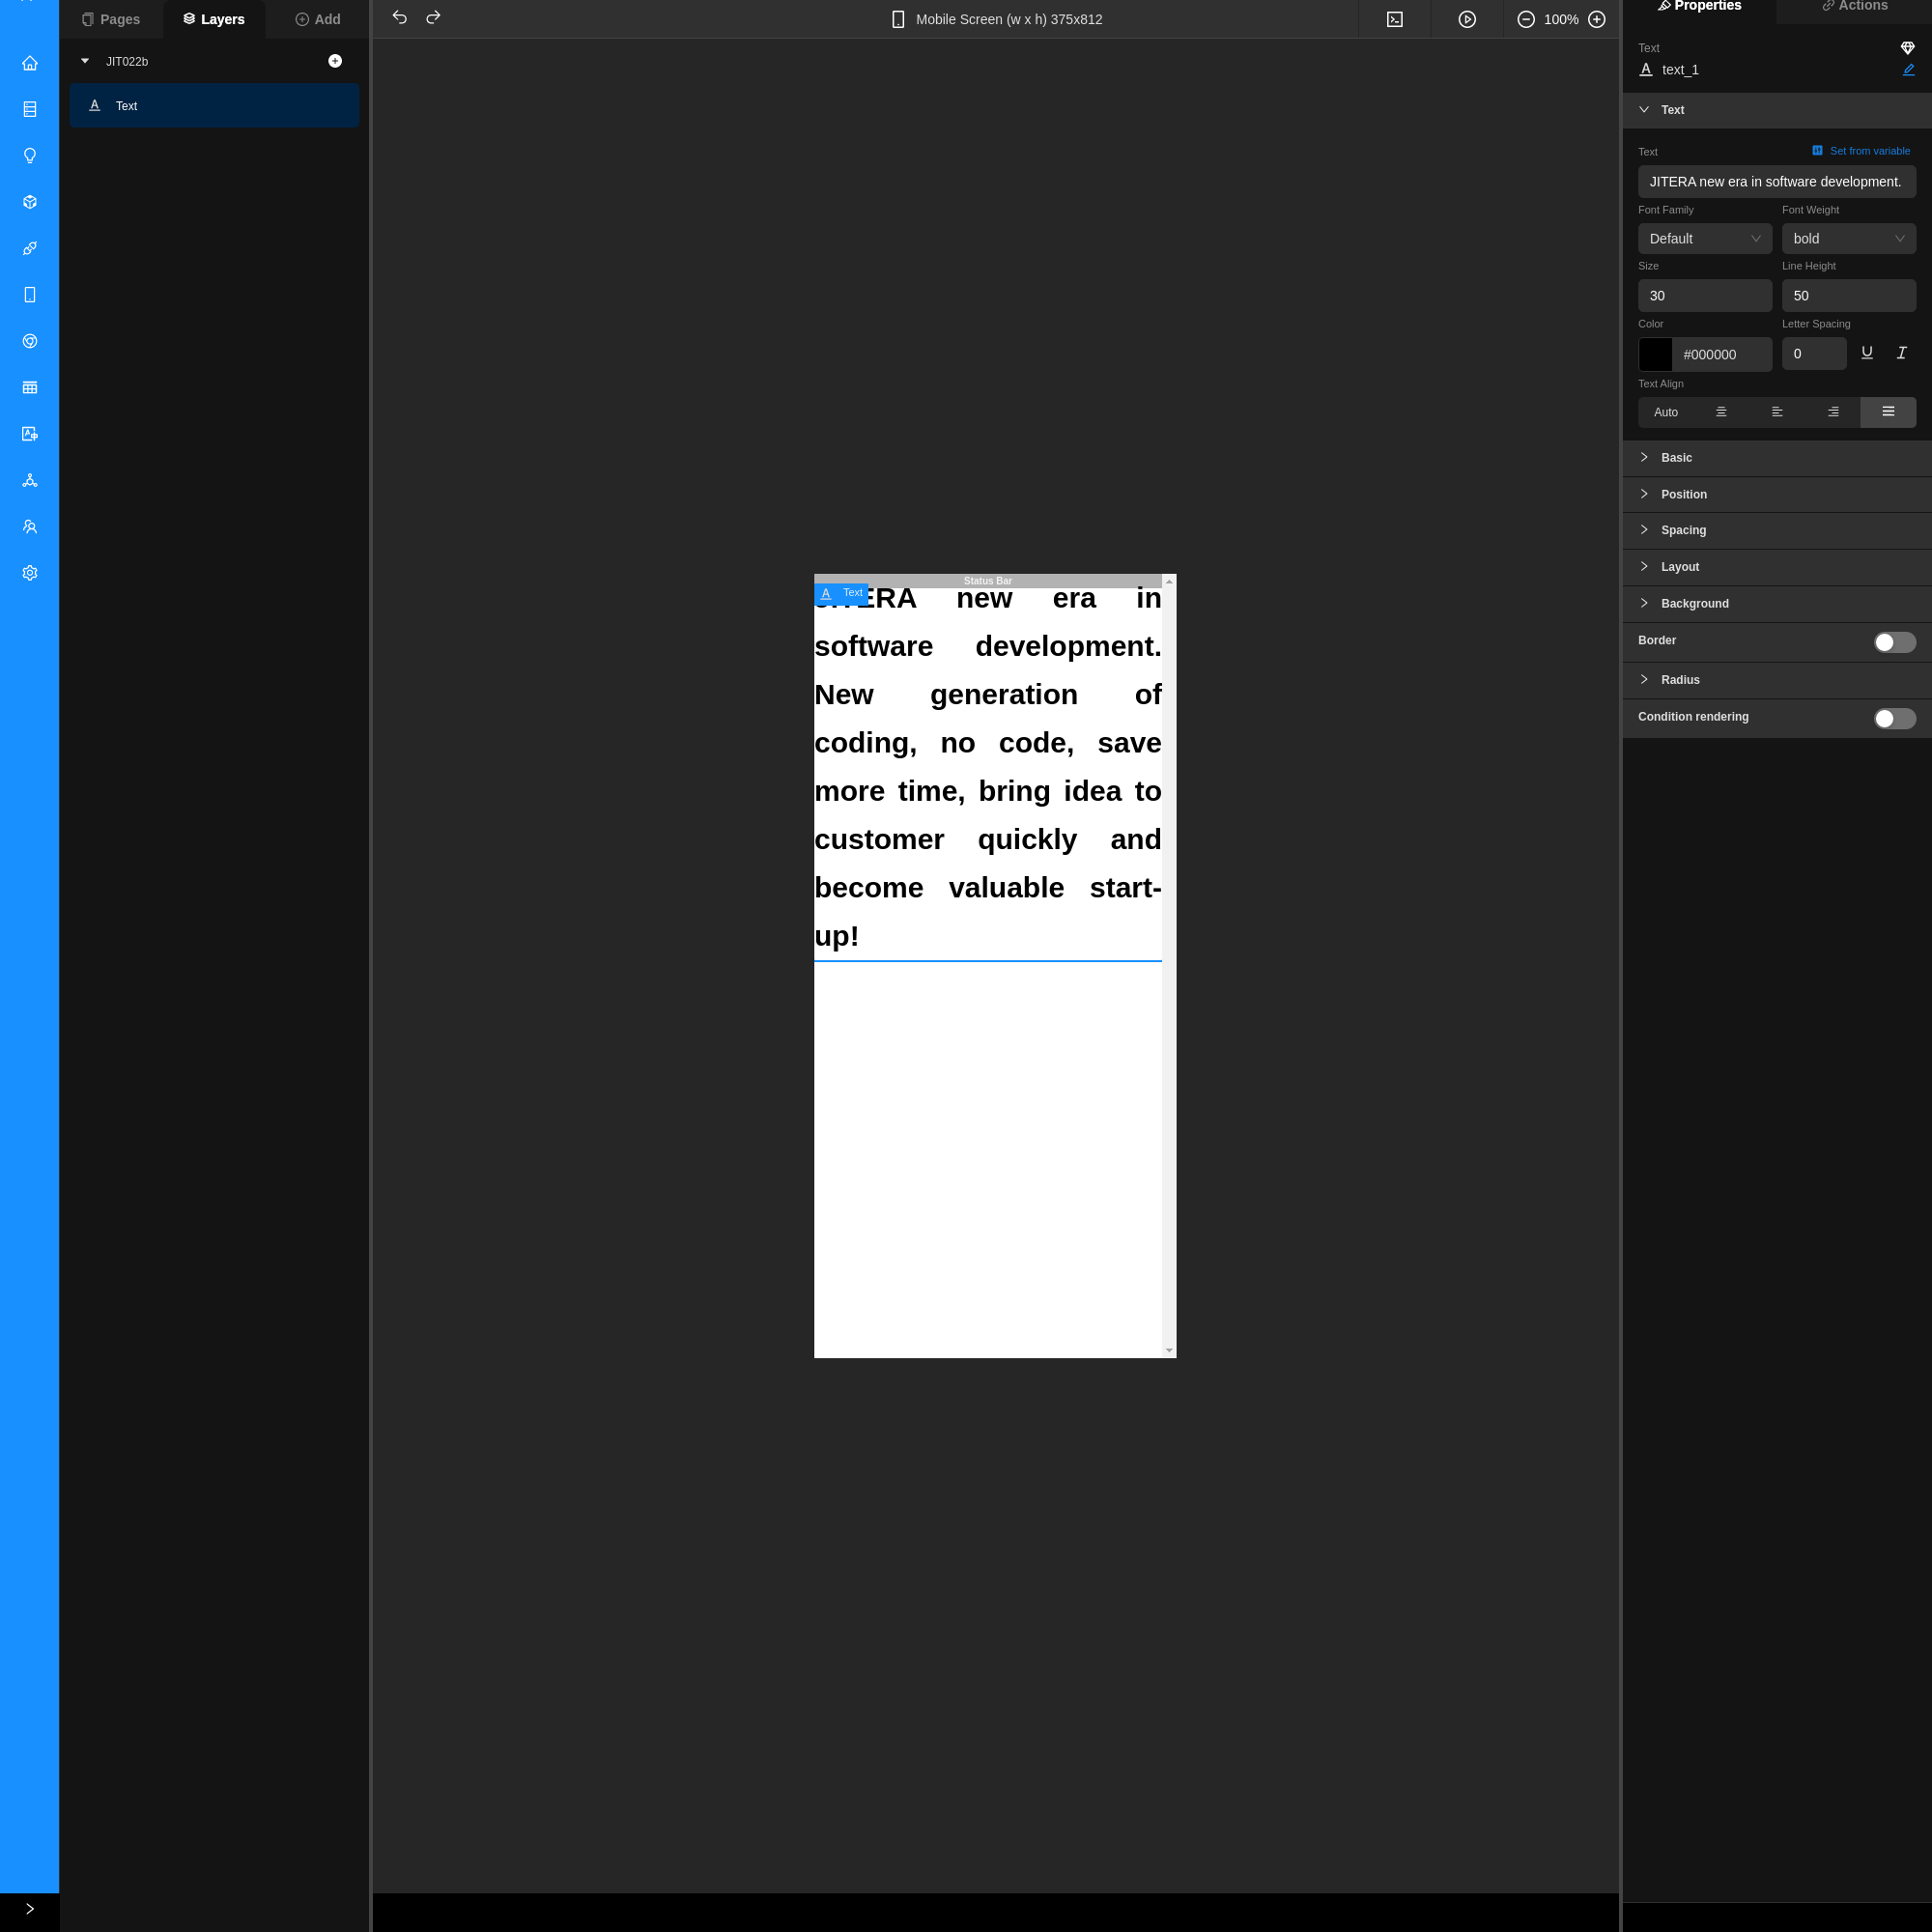 Pages Layers Add
Mobile Screen (w x h) 375x812
100%
Properties Actions
JIT022b
Text
Text
text_1
Text
Text Set from variable
JITERA new era in software development.
Font Family Font Weight
Default bold
Size Line Height
30 50
Color Letter Spacing
#000000 0
Text Align
Auto
Basic
Position
Spacing
Layout
Background
Border
Radius
Condition rendering
Status Bar
Text
new era in
software development.
New generation of
coding, no code, save
more time, bring idea to
customer quickly and
become valuable start-
up!